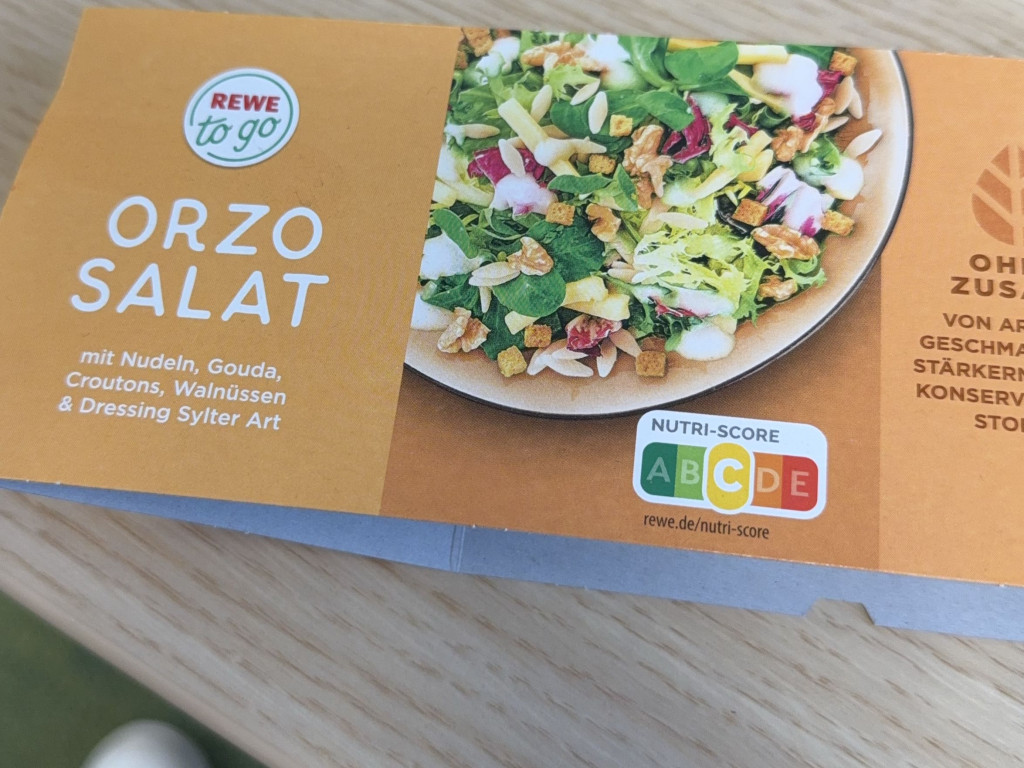 REWE
to go
ORZO
SALAT
mit Nudeln, Gouda,
Croutons, Walnüssen
& Dressing Sylter Art
NUTRI-SCORE
A B C D E
rewe.de/nutri-score
VON